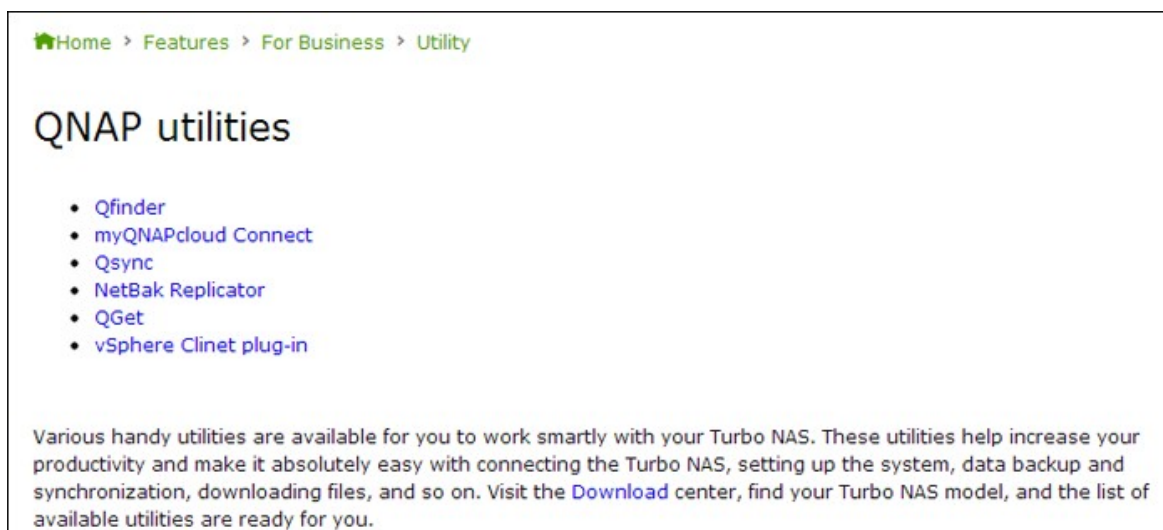 Home > Features > For Business > Utility
QNAP utilities
• Qfinder
• myQNAPcloud Connect
• Qsync
• NetBak Replicator
• QGet
• vSphere Clinet plug-in
Various handy utilities are available for you to work smartly with your Turbo NAS. These utilities help increase your
productivity and make it absolutely easy with connecting the Turbo NAS, setting up the system, data backup and
synchronization, downloading files, and so on. Visit the Download center, find your Turbo NAS model, and the list of
available utilities are ready for you.